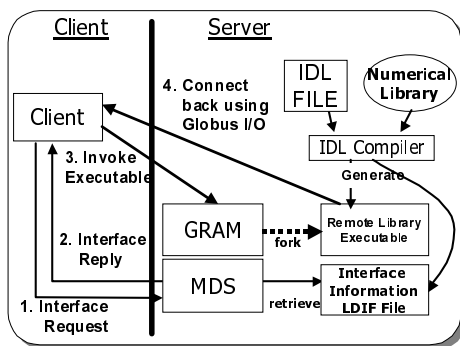 Client
Server
4. Connect
back using
Globus I/O
IDL
FILE
Numerical
Library
Client
IDL Compiler
3. Invoke
Executable
Generate
GRAM
fork
Remote Library
Executable
2. Interface
Reply
MDS
retrieve
Interface
Information
LDIF File
1. Interface
Request